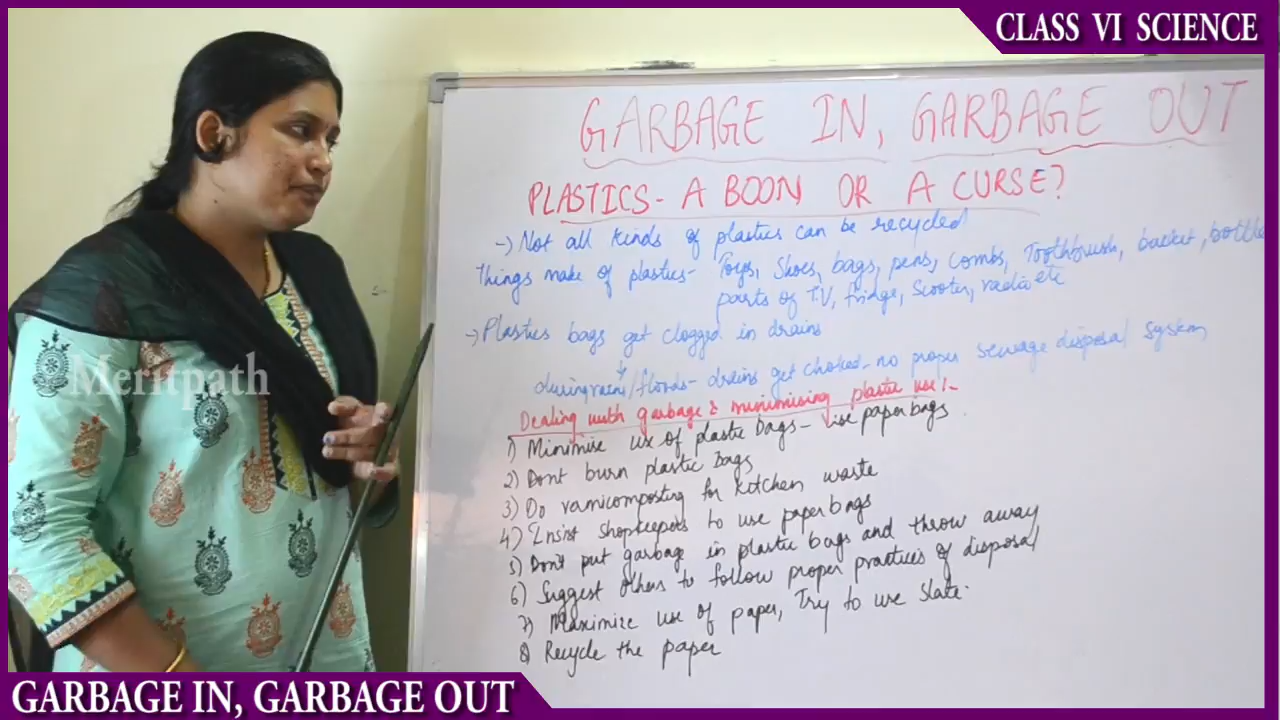 CLASS VI SCIENCE
GARBAGE IN, GARBAGE OUT
PLASTICS - A BOON OR A CURSE?
→ Not all kinds of plastics can be recycled
Things make of plastics - Toys, Shoes, bags, pens, Combs, Toothbrush, bucket, bottle
parts of T.V, fridge, Scooter, radio etc
→ Plastics bags get clogged in drains
during rains/floods - drains get choked - no proper sewage disposal system
Dealing with garbage & minimising plastic use :-
1) Minimise use of plastic bags - Use paper bags
2) Dont burn plastic bags
3) Do vamicomposting for kitchen waste
4) Insist Shopkeepers to use paper bags
5) Don't put garbage in plastic bags and throw away
6) Suggest others to follow proper practices of disposal
7) Maximize use of paper, Try to use Slate.
8) Recycle the paper
Meritpath
GARBAGE IN, GARBAGE OUT